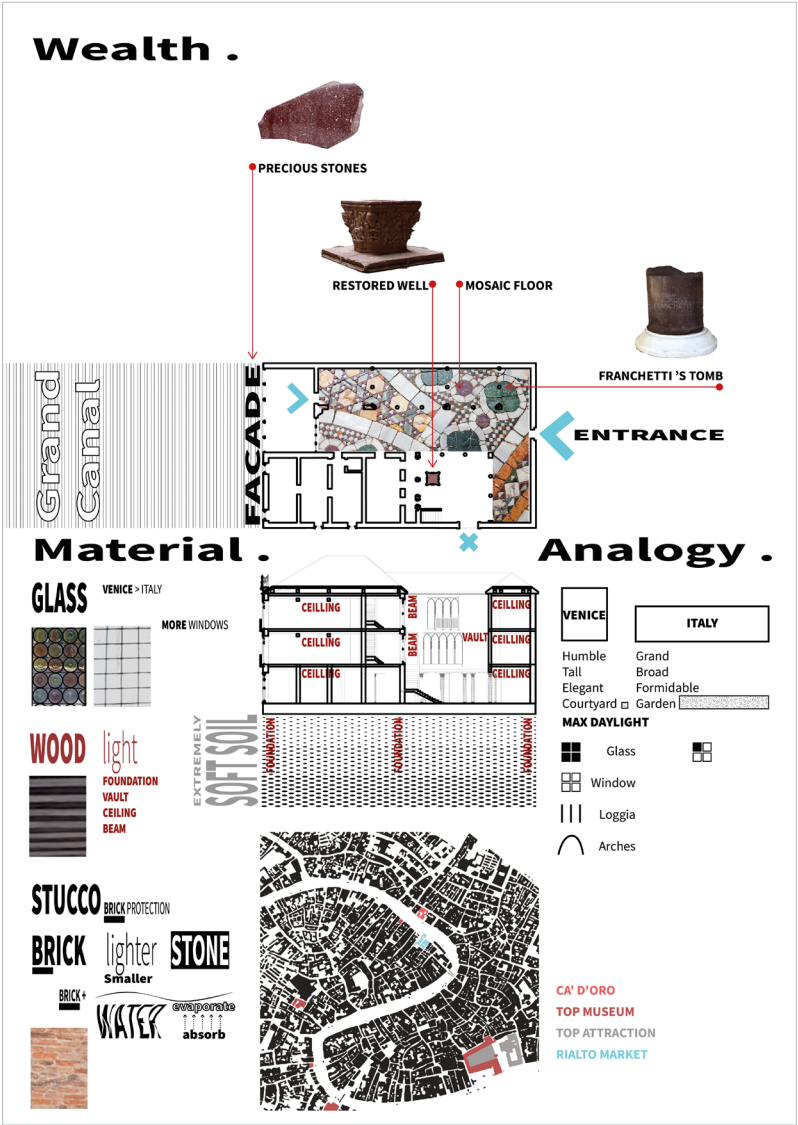 Wealth .
PRECIOUS STONES
RESTORED WELL
MOSAIC FLOOR
FRANCHETTI 'S TOMB
Grand
Canal
FACADE
ENTRANCE
Material .
GLASS
VENICE > ITALY
MORE WINDOWS
WOOD light
FOUNDATION
VAULT
CEILING
BEAM
STUCCO BRICK PROTECTION
BRICK lighter STONE
Smaller
BRICK +
WATER
evaporate
absorb
CEILLING
CEILLING
CEILLING
BEAM
BEAM
VAULT
CEILLING
CEILLING
CEILLING
EXTREMELY
SOFT SOIL
FOUNDATION
FOUNDATION
FOUNDATION
Analogy .
VENICE
ITALY
Humble
Tall
Elegant
Courtyard
Grand
Broad
Formidable
Garden
MAX DAYLIGHT
Glass
Window
Loggia
Arches
CA' D'ORO
TOP MUSEUM
TOP ATTRACTION
RIALTO MARKET